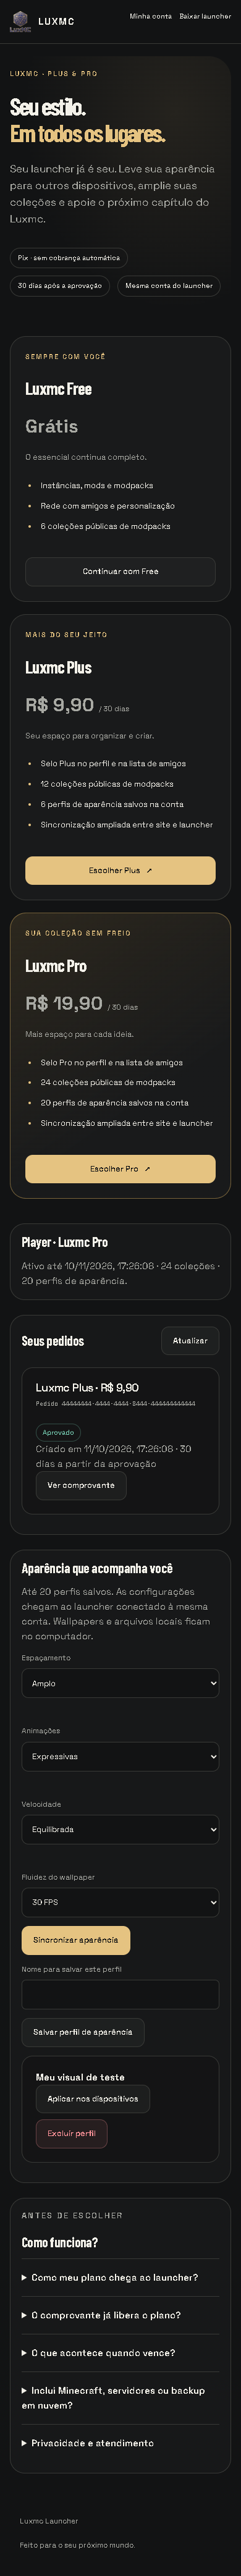 LUXMC
Minha conta
Baixar launcher
LUXMC · PLUS & PRO
Seu estilo.
Em todos os lugares.
Seu launcher já é seu. Leve sua aparência
para outros dispositivos, amplie suas
coleções e apoie o próximo capítulo do
Luxmc.
Pix · sem cobrança automática
30 dias após a aprovação
Mesma conta do launcher
SEMPRE COM VOCÊ
Luxmc Free
Grátis
O essencial continua completo.
• Instâncias, mods e modpacks
• Rede com amigos e personalização
• 6 coleções públicas de modpacks
Continuar com Free
MAIS DO SEU JEITO
Luxmc Plus
R$ 9,90 / 30 dias
Seu espaço para organizar e criar.
• Selo Plus no perfil e na lista de amigos
• 12 coleções públicas de modpacks
• 6 perfis de aparência salvos na conta
• Sincronização ampliada entre site e launcher
Escolher Plus ↗
SUA COLEÇÃO SEM FREIO
Luxmc Pro
R$ 19,90 / 30 dias
Mais espaço para cada ideia.
• Selo Pro no perfil e na lista de amigos
• 24 coleções públicas de modpacks
• 20 perfis de aparência salvos na conta
• Sincronização ampliada entre site e launcher
Escolher Pro ↗
Player · Luxmc Pro
Ativo até 10/11/2026, 17:26:08 · 24 coleções ·
20 perfis de aparência.
Seus pedidos
Atualizar
Luxmc Plus · R$ 9,90
Pedido 44444444-4444-4444-8444-444444444444
Aprovado
Criado em 11/10/2026, 17:26:08 · 30
dias a partir da aprovação
Ver comprovante
Aparência que acompanha você
Até 20 perfis salvos. As configurações
chegam ao launcher conectado à mesma
conta. Wallpapers e arquivos locais ficam
no computador.
Espaçamento
Amplo
Animações
Expressivas
Velocidade
Equilibrada
Fluidez do wallpaper
30 FPS
Sincronizar aparência
Nome para salvar este perfil
Salvar perfil de aparência
Meu visual de teste
Aplicar nos dispositivos
Excluir perfil
ANTES DE ESCOLHER
Como funciona?
Como meu plano chega ao launcher?
O comprovante já libera o plano?
O que acontece quando vence?
Inclui Minecraft, servidores ou backup
em nuvem?
Privacidade e atendimento
Luxmc Launcher
Feito para o seu próximo mundo.